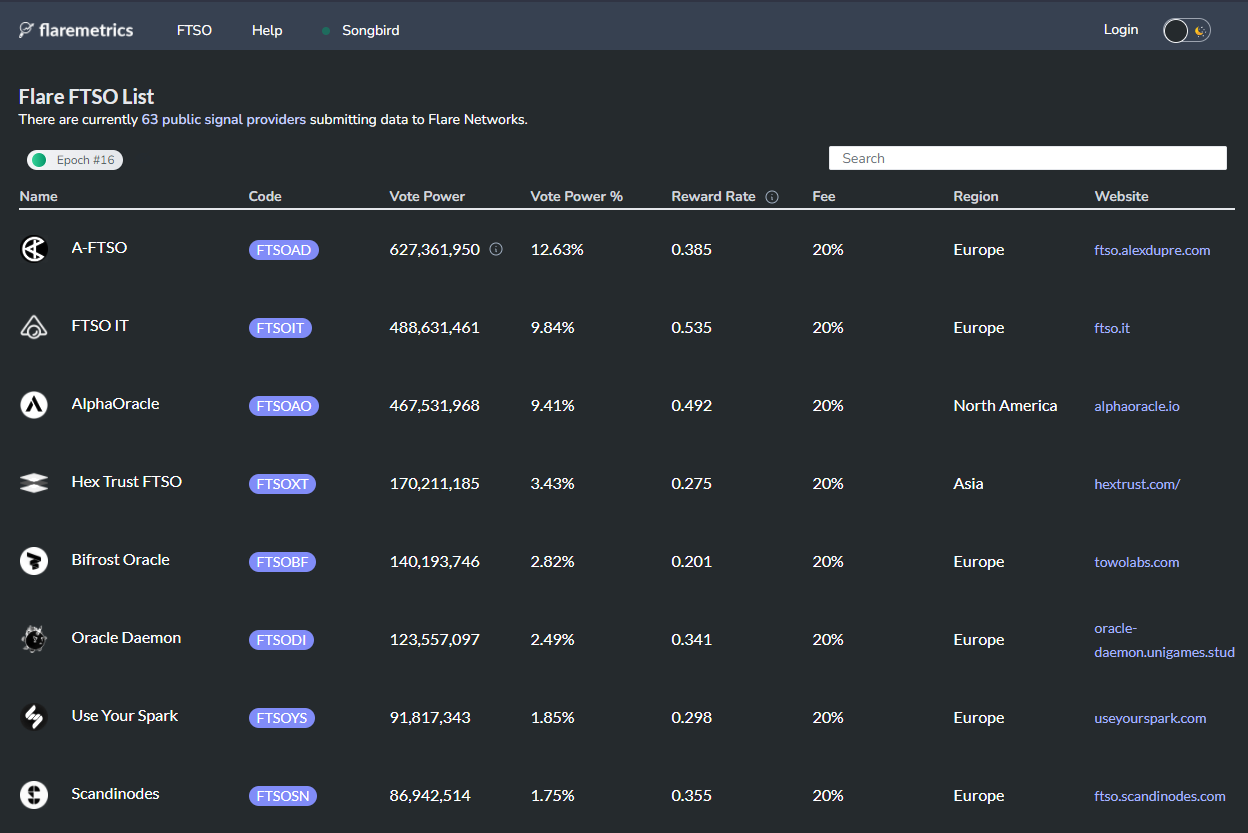 flaremetrics FTSO Help Songbird Login
Flare FTSO List
There are currently 63 public signal providers submitting data to Flare Networks.
Epoch #16 Search
Name Code Vote Power Vote Power % Reward Rate Fee Region Website
A-FTSO FTSOAD 627,361,950 12.63% 0.385 20% Europe ftso.alexdupre.com
FTSO IT FTSOIT 488,631,461 9.84% 0.535 20% Europe ftso.it
AlphaOracle FTSOAO 467,531,968 9.41% 0.492 20% North America alphaoracle.io
Hex Trust FTSO FTSOXT 170,211,185 3.43% 0.275 20% Asia hextrust.com/
Bifrost Oracle FTSOBF 140,193,746 2.82% 0.201 20% Europe towolabs.com
Oracle Daemon FTSODI 123,557,097 2.49% 0.341 20% Europe oracle-
daemon.unigames.stud
Use Your Spark FTSOYS 91,817,343 1.85% 0.298 20% Europe useyourspark.com
Scandinodes FTSOSN 86,942,514 1.75% 0.355 20% Europe ftso.scandinodes.com